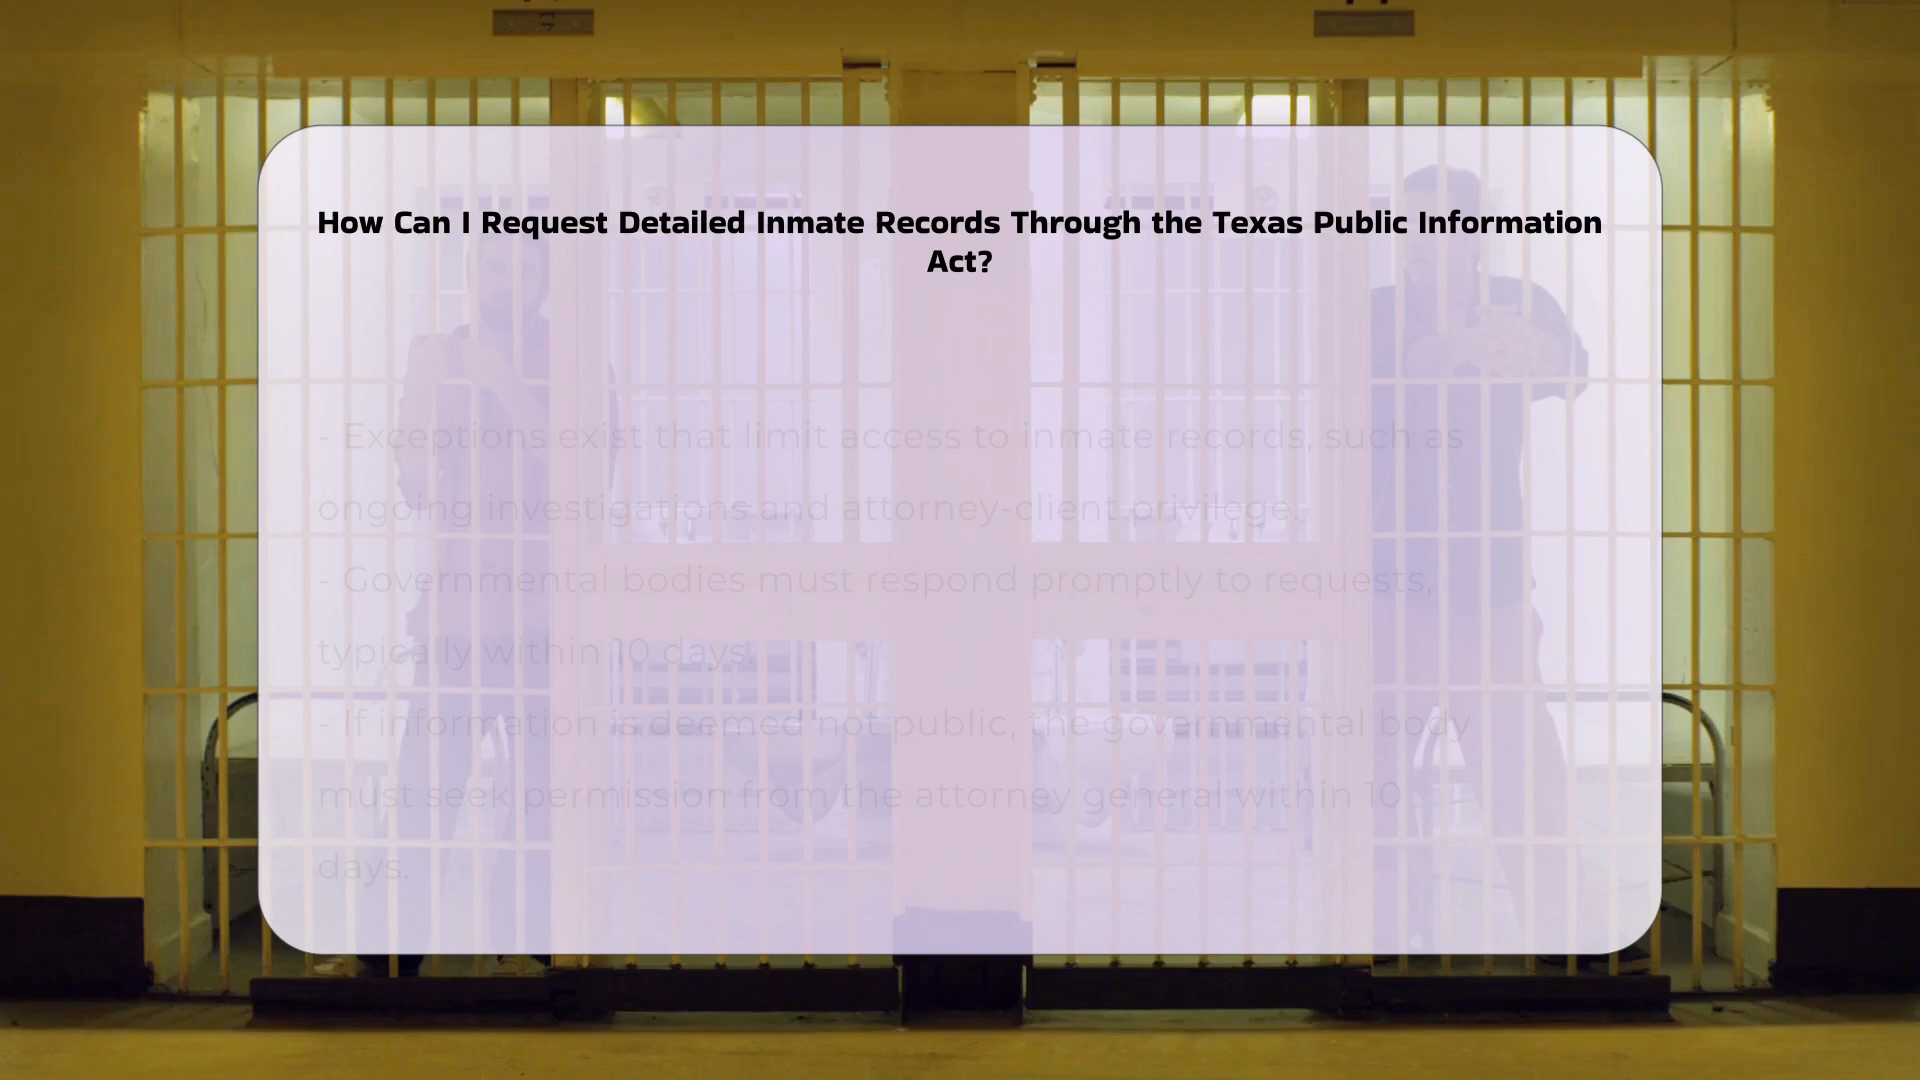 How Can I Request Detailed Inmate Records Through the Texas Public Information
Act?
- Exceptions exist that limit access to inmate records, such as
ongoing investigations and attorney-client privilege.
- Governmental bodies must respond promptly to requests,
typically within 10 days.
- If information is deemed not public, the governmental body
must seek permission from the attorney general within 10
days.